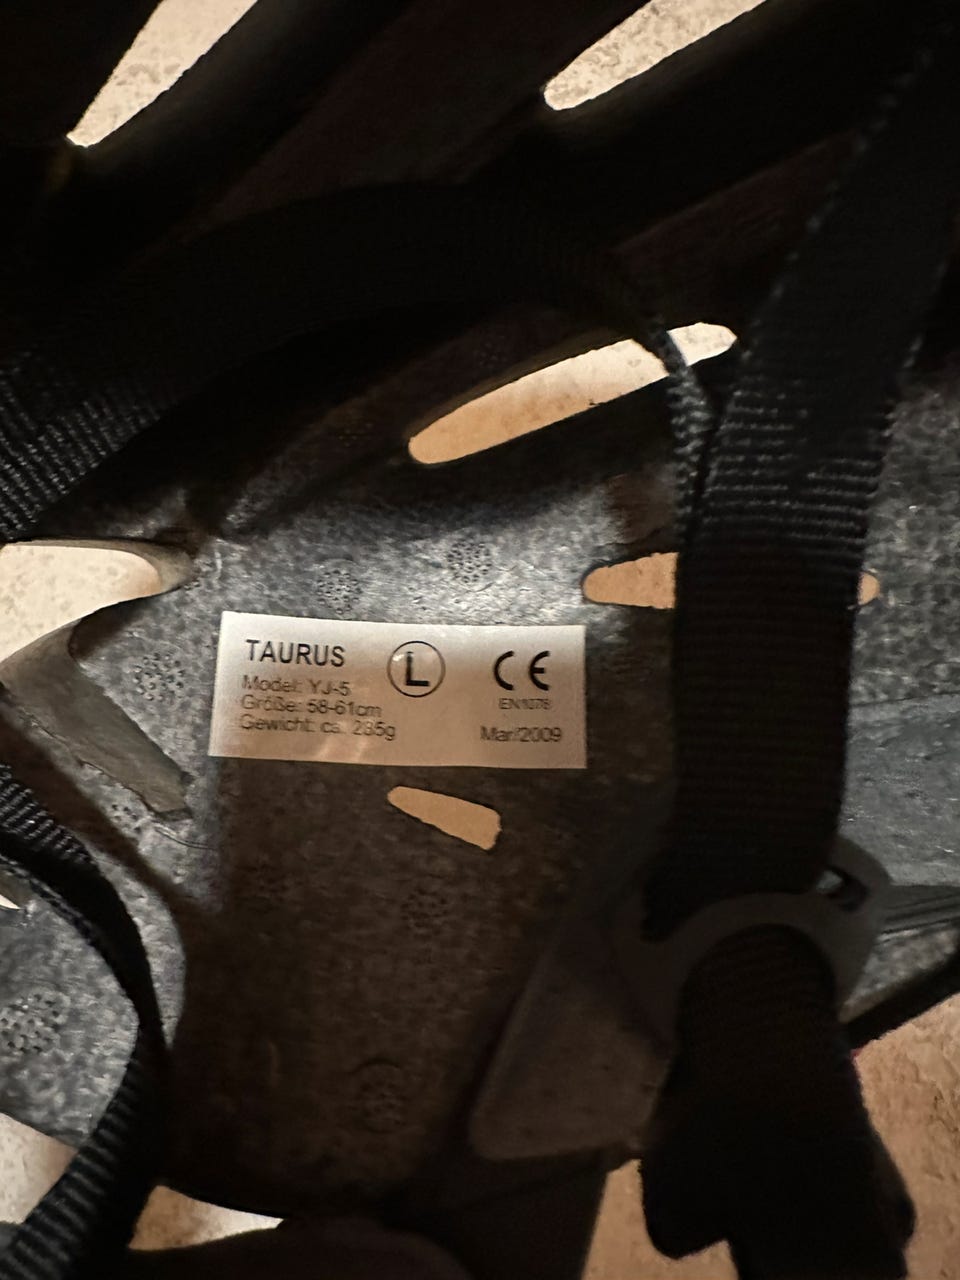 TAURUS
L
CE
Model: YJ-5
Größe: 58-61cm
Gewicht: ca. 285g
EN1078
Mar/2009